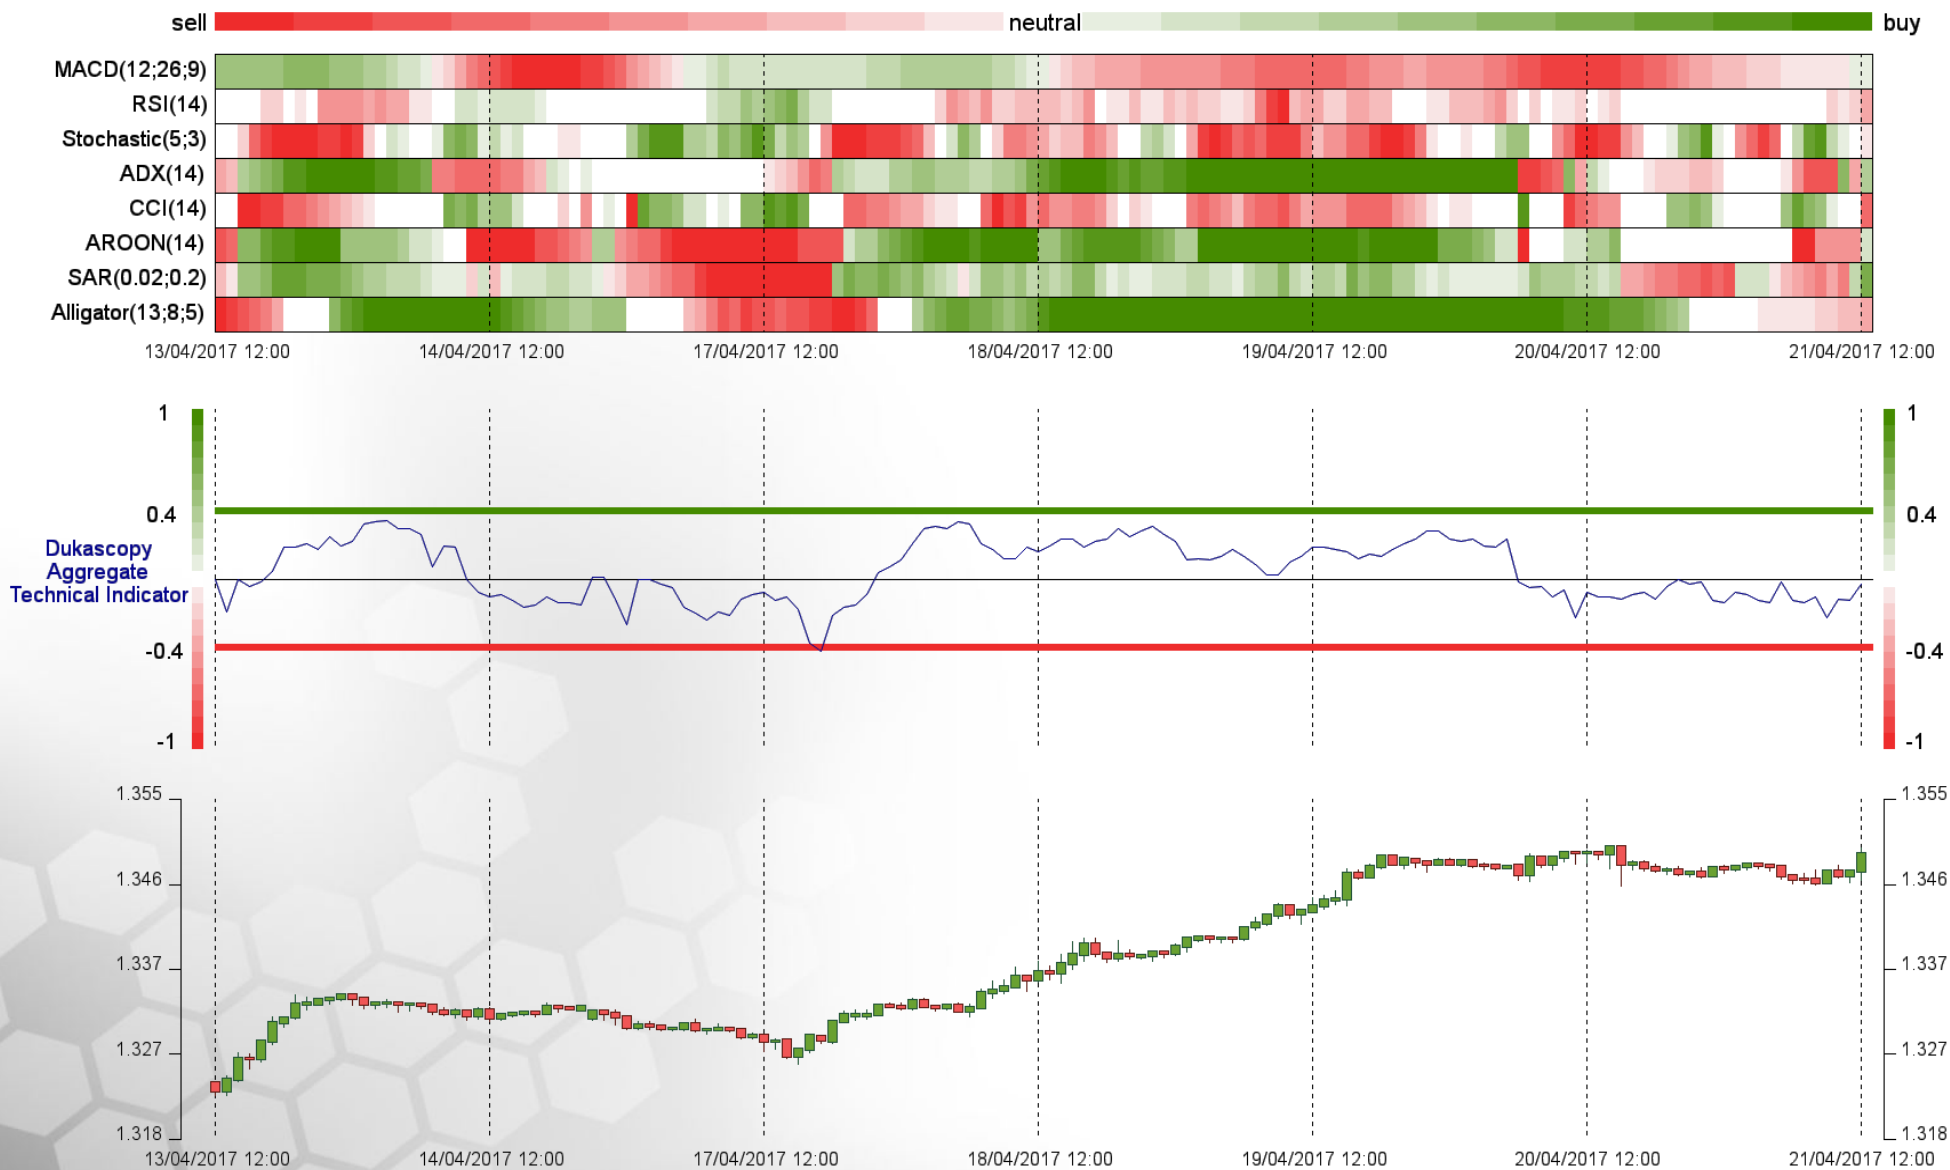 sell neutral buy
MACD(12;26;9)
RSI(14)
Stochastic(5;3)
ADX(14)
CCI(14)
AROON(14)
SAR(0.02;0.2)
Alligator(13;8;5)
13/04/2017 12:00 14/04/2017 12:00 17/04/2017 12:00 18/04/2017 12:00 19/04/2017 12:00 20/04/2017 12:00 21/04/2017 12:00
1 1
0.4 0.4
Dukascopy
Aggregate
Technical Indicator
-0.4 -0.4
-1 -1
1.355 1.355
1.346 1.346
1.337 1.337
1.327 1.327
1.318 1.318
13/04/2017 12:00 14/04/2017 12:00 17/04/2017 12:00 18/04/2017 12:00 19/04/2017 12:00 20/04/2017 12:00 21/04/2017 12:00